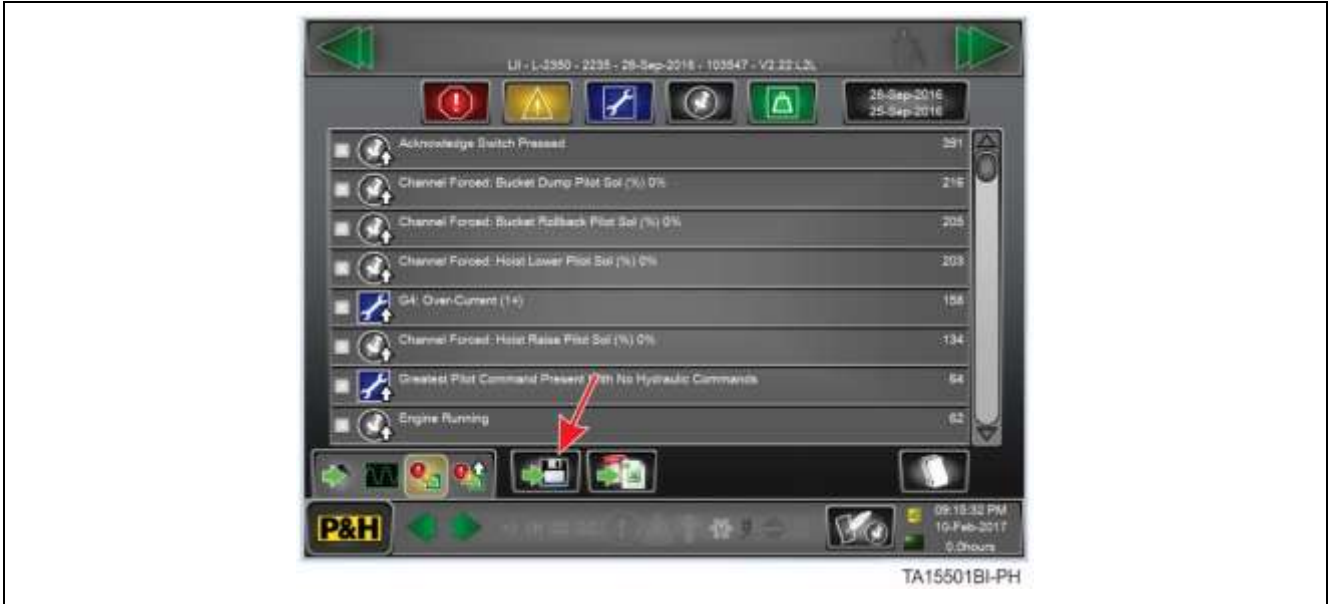 LII - L-2350 - 2235 - 28-Sep-2016 - 103547 - V2.22.L2L
28-Sep-2016
25-Sep-2016
Acknowledge Switch Pressed 391
Channel Forced: Bucket Dump Pilot Sol (%) 0% 216
Channel Forced: Bucket Rollback Pilot Sol (%) 0% 205
Channel Forced: Hoist Lower Pilot Sol (%) 0% 203
G4: Over-Current (1+) 158
Channel Forced: Hoist Raise Pilot Sol (%) 0% 134
Greatest Pilot Command Present With No Hydraulic Commands 64
Engine Running 62
P&H
09:15:32 PM
10-Feb-2017
0.0hours
TA15501BI-PH